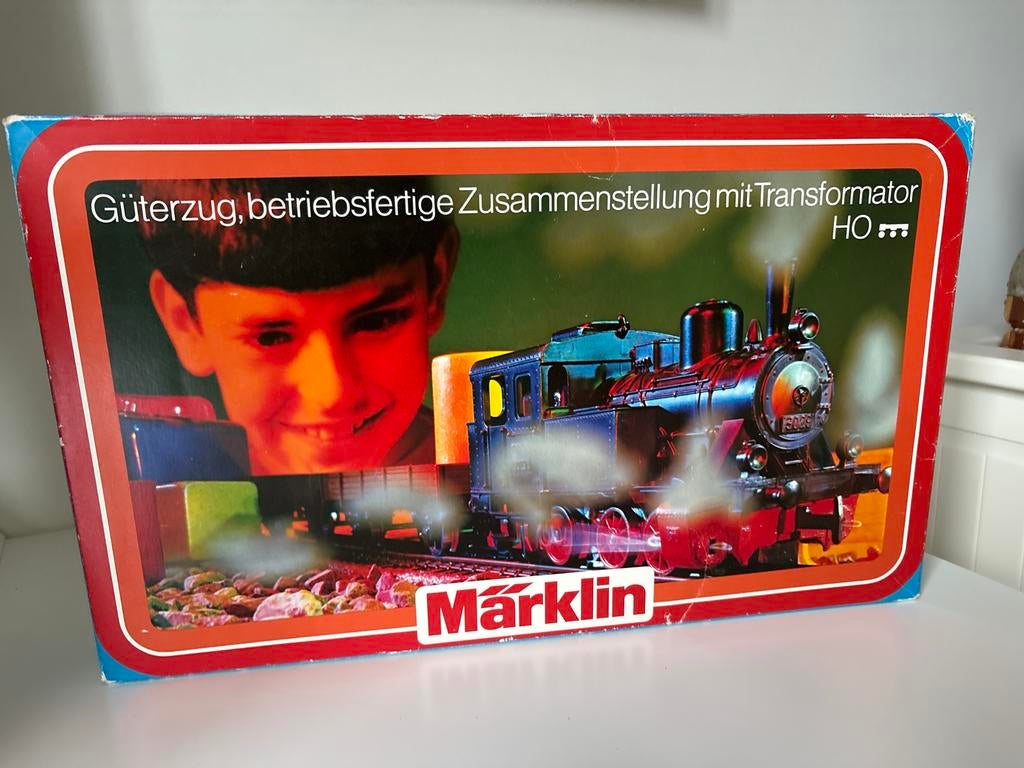 Güterzug, betriebsfertige Zusammenstellung mit Transformator
HO
Märklin